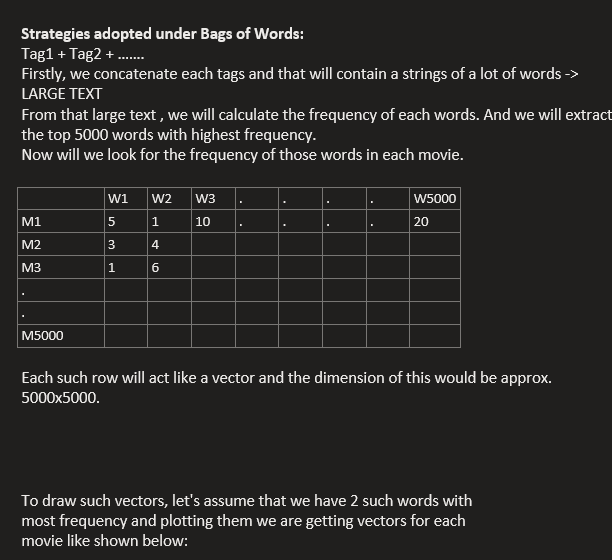 Strategies adopted under Bags of Words:
Tag1 + Tag2 + .......
Firstly, we concatenate each tags and that will contain a strings of a lot of words ->
LARGE TEXT
From that large text , we will calculate the frequency of each words. And we will extract
the top 5000 words with highest frequency.
Now will we look for the frequency of those words in each movie.
W1 W2 W3 . . . . W5000
M1 5 1 10 . . . . 20
M2 3 4
M3 1 6
.
.
M5000
Each such row will act like a vector and the dimension of this would be approx.
5000x5000.
To draw such vectors, let's assume that we have 2 such words with
most frequency and plotting them we are getting vectors for each
movie like shown below: